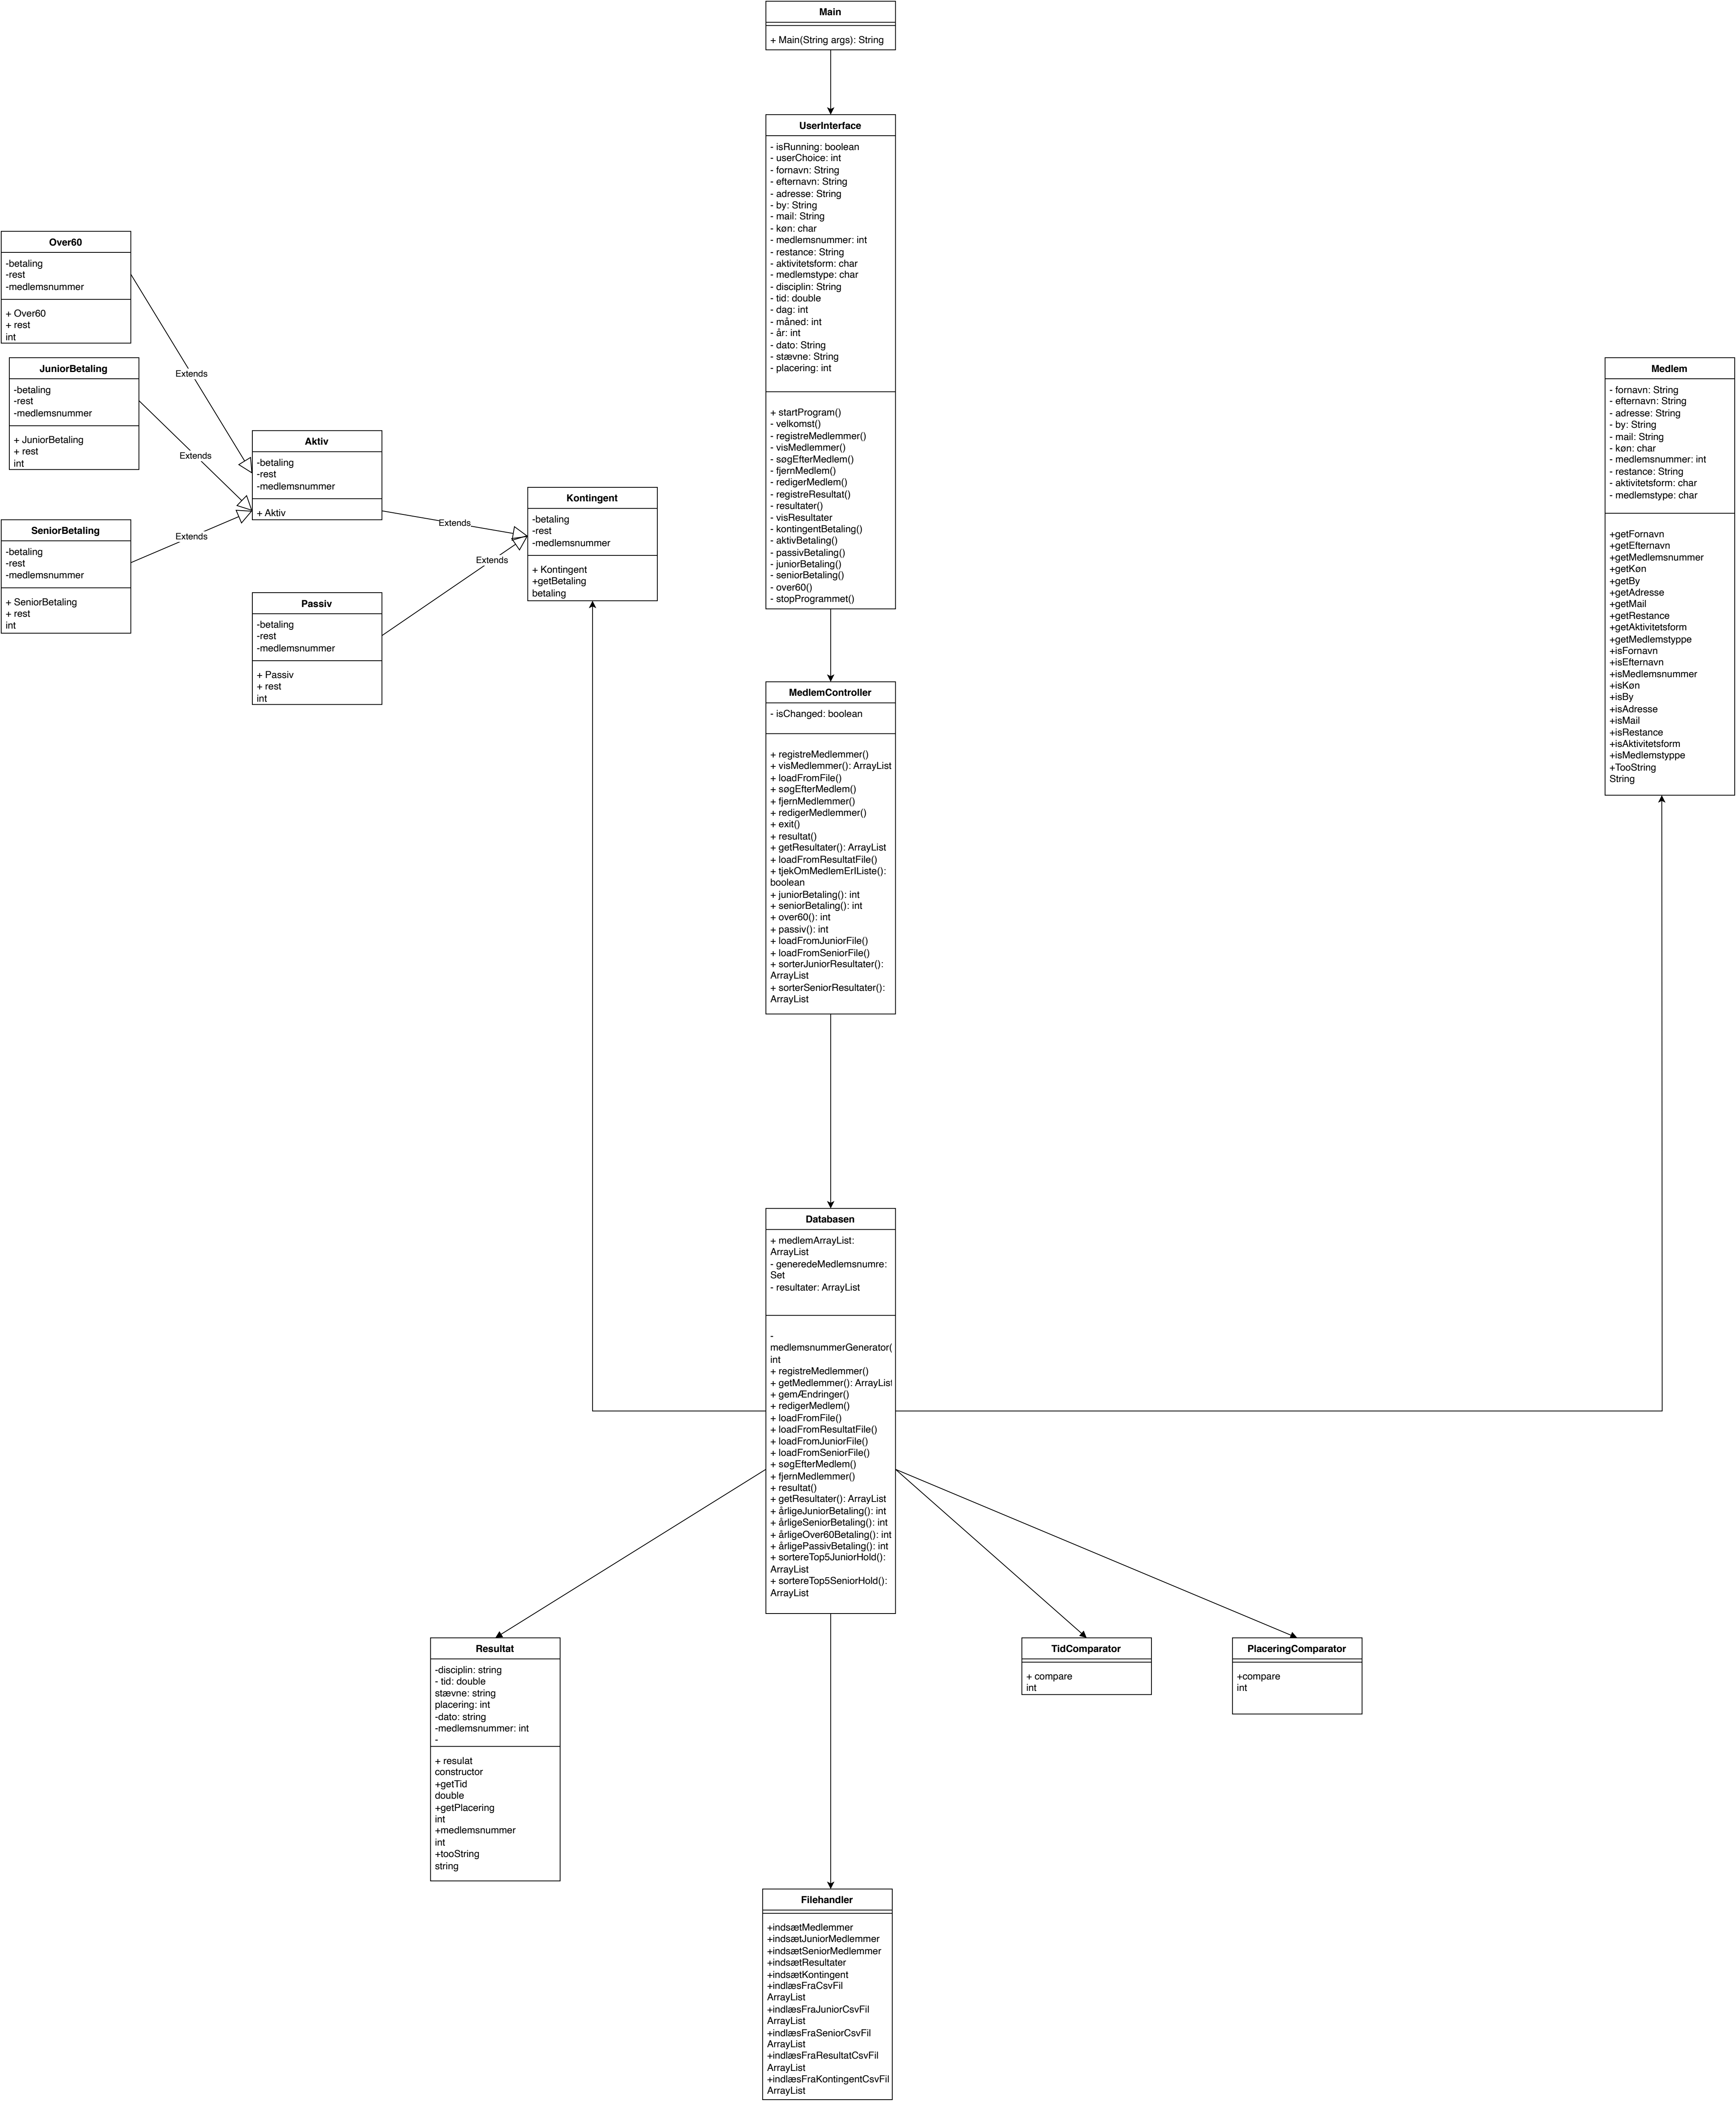 Main
+ Main(String args): String
UserInterface
- isRunning: boolean
- userChoice: int
- fornavn: String
- efternavn: String
- adresse: String
- by: String
- mail: String
- køn: char
- medlemsnummer: int
- restance: String
- aktivitetsform: char
- medlemstype: char
- disciplin: String
- tid: double
- dag: int
- måned: int
- år: int
- dato: String
- stævne: String
- placering: int
+ startProgram()
- velkomst()
- registreMedlemmer()
- visMedlemmer()
- søgEfterMedlem()
- fjernMedlem()
- redigerMedlem()
- registreResultat()
- resultater()
- visResultater
- kontingentBetaling()
- aktivBetaling()
- passivBetaling()
- juniorBetaling()
- seniorBetaling()
- over60()
- stopProgrammet()
Over60
-betaling
-rest
-medlemsnummer
+ Over60
+ rest
int
JuniorBetaling
-betaling
-rest
-medlemsnummer
+ JuniorBetaling
+ rest
int
SeniorBetaling
-betaling
-rest
-medlemsnummer
+ SeniorBetaling
+ rest
int
Extends
Extends
Extends
Aktiv
-betaling
-rest
-medlemsnummer
+ Aktiv
Passiv
-betaling
-rest
-medlemsnummer
+ Passiv
+ rest
int
Extends
Extends
Kontingent
-betaling
-rest
-medlemsnummer
+ Kontingent
+getBetaling
betaling
Medlem
- fornavn: String
- efternavn: String
- adresse: String
- by: String
- mail: String
- køn: char
- medlemsnummer: int
- restance: String
- aktivitetsform: char
- medlemstype: char
+getFornavn
+getEfternavn
+getMedlemsnummer
+getKøn
+getBy
+getAdresse
+getMail
+getRestance
+getAktivitetsform
+getMedlemstyppe
+isFornavn
+isEfternavn
+isMedlemsnummer
+isKøn
+isBy
+isAdresse
+isMail
+isRestance
+isAktivitetsform
+isMedlemstyppe
+TooString
String
MedlemController
- isChanged: boolean
+ registreMedlemmer()
+ visMedlemmer(): ArrayList
+ loadFromFile()
+ søgEfterMedlem()
+ fjernMedlemmer()
+ redigerMedlemmer()
+ exit()
+ resultat()
+ getResultater(): ArrayList
+ loadFromResultatFile()
+ tjekOmMedlemErIListe():
boolean
+ juniorBetaling(): int
+ seniorBetaling(): int
+ over60(): int
+ passiv(): int
+ loadFromJuniorFile()
+ loadFromSeniorFile()
+ sorterJuniorResultater():
ArrayList
+ sorterSeniorResultater():
ArrayList
Databasen
+ medlemArrayList:
ArrayList
- generedeMedlemsnumre:
Set
- resultater: ArrayList
-
medlemsnummerGenerator(
int
+ registreMedlemmer()
+ getMedlemmer(): ArrayList
+ gemÆndringer()
+ redigerMedlem()
+ loadFromFile()
+ loadFromResultatFile()
+ loadFromJuniorFile()
+ loadFromSeniorFile()
+ søgEfterMedlem()
+ fjernMedlemmer()
+ resultat()
+ getResultater(): ArrayList
+ årligeJuniorBetaling(): int
+ årligeSeniorBetaling(): int
+ årligeOver60Betaling(): int
+ årligePassivBetaling(): int
+ sortereTop5JuniorHold():
ArrayList
+ sortereTop5SeniorHold():
ArrayList
Resultat
-disciplin: string
- tid: double
stævne: string
placering: int
-dato: string
-medlemsnummer: int
-
+ resulat
constructor
+getTid
double
+getPlacering
int
+medlemsnummer
int
+tooString
string
TidComparator
+ compare
int
PlaceringComparator
+compare
int
Filehandler
+indsætMedlemmer
+indsætJuniorMedlemmer
+indsætSeniorMedlemmer
+indsætResultater
+indsætKontingent
+indlæsFraCsvFil
ArrayList
+indlæsFraJuniorCsvFil
ArrayList
+indlæsFraSeniorCsvFil
ArrayList
+indlæsFraResultatCsvFil
ArrayList
+indlæsFraKontingentCsvFil
ArrayList